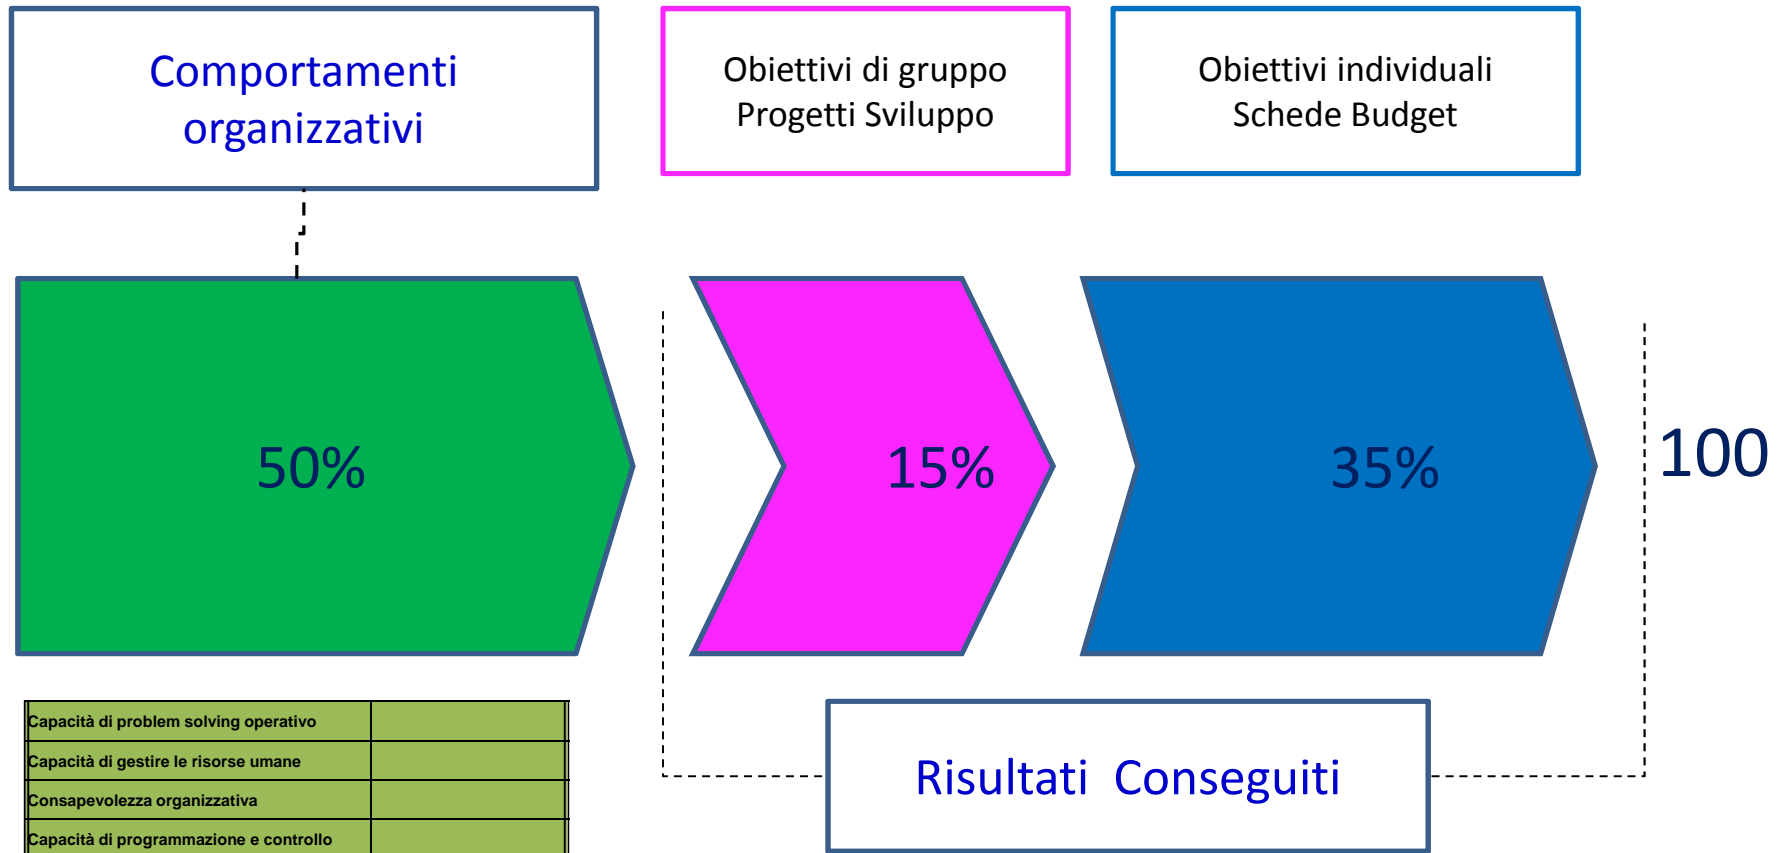 Comportamenti
organizzativi
Obiettivi di gruppo
Progetti Sviluppo
Obiettivi individuali
Schede Budget
50%
15%
35%
100
Capacità di problem solving operativo
Capacità di gestire le risorse umane
Consapevolezza organizzativa
Capacità di programmazione e controllo
Risultati Conseguiti